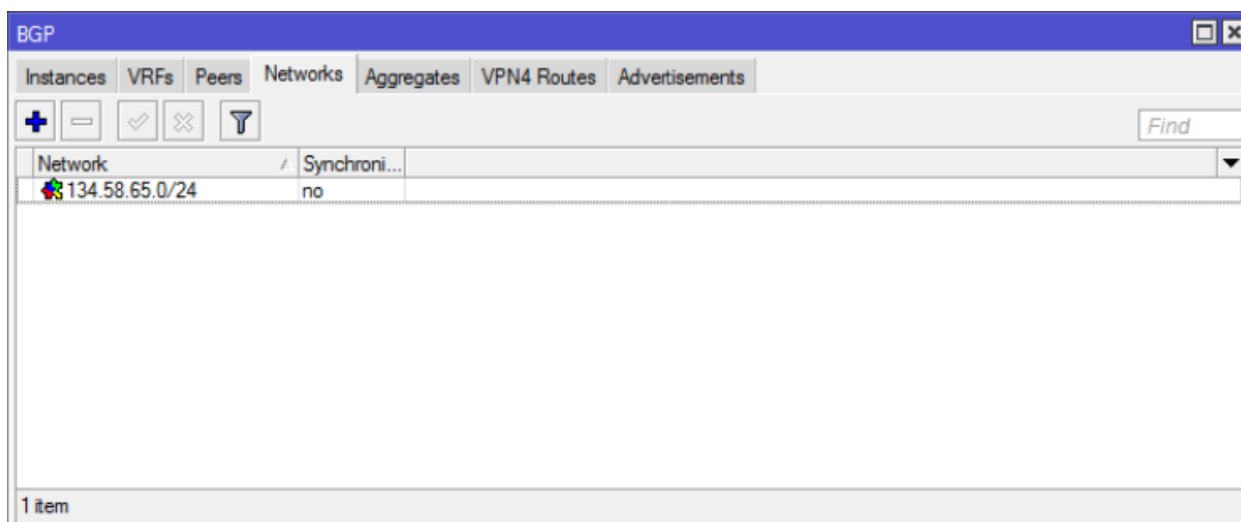 BGP
Instances VRFs Peers Networks Aggregates VPN4 Routes Advertisements
Find
Network Synchroni...
134.58.65.0/24 no
1 item